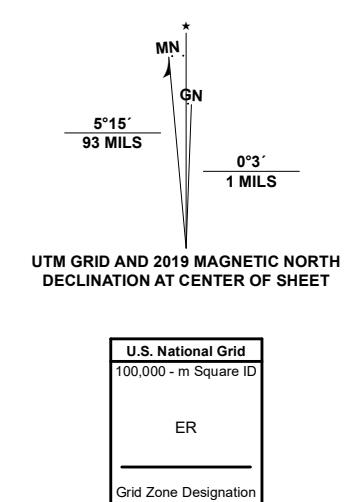 ★
MN
GN
5°15´
93 MILS
0°3´
1 MILS
UTM GRID AND 2019 MAGNETIC NORTH
DECLINATION AT CENTER OF SHEET
U.S. National Grid
100,000 - m Square ID
ER
Grid Zone Designation